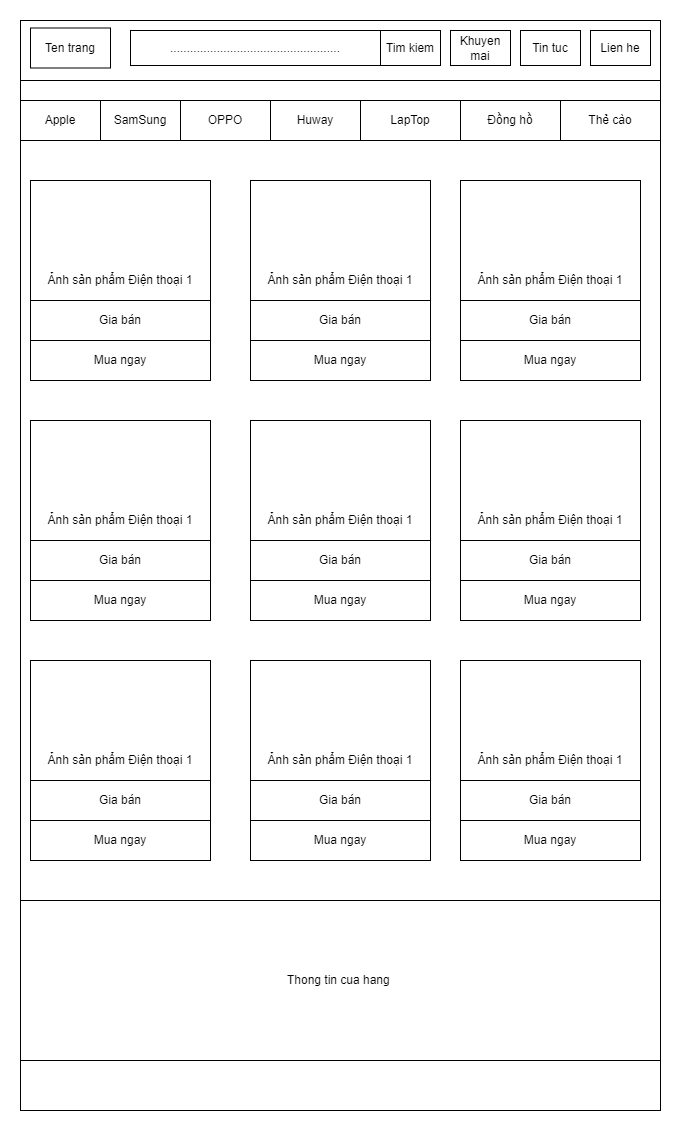 Ten trang
...................................................
Tim kiem
Khuyen
mai
Tin tuc
Lien he
Apple
SamSung
OPPO
Huway
LapTop
Đồng hồ
Thẻ cào
Ảnh sản phẩm Điện thoại 1
Ảnh sản phẩm Điện thoại 1
Ảnh sản phẩm Điện thoại 1
Gia bán
Gia bán
Gia bán
Mua ngay
Mua ngay
Mua ngay
Ảnh sản phẩm Điện thoại 1
Ảnh sản phẩm Điện thoại 1
Ảnh sản phẩm Điện thoại 1
Gia bán
Gia bán
Gia bán
Mua ngay
Mua ngay
Mua ngay
Ảnh sản phẩm Điện thoại 1
Ảnh sản phẩm Điện thoại 1
Ảnh sản phẩm Điện thoại 1
Gia bán
Gia bán
Gia bán
Mua ngay
Mua ngay
Mua ngay
Thong tin cua hang